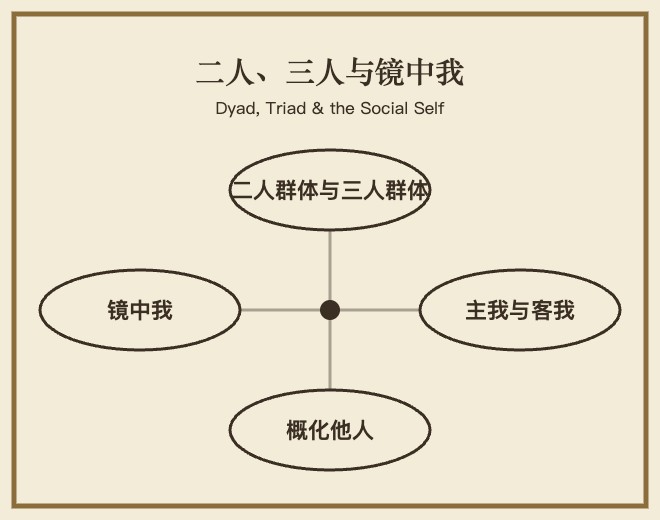 二人、三人与镜中我
Dyad, Triad & the Social Self
二人群体与三人群体
镜中我
主我与客我
概化他人